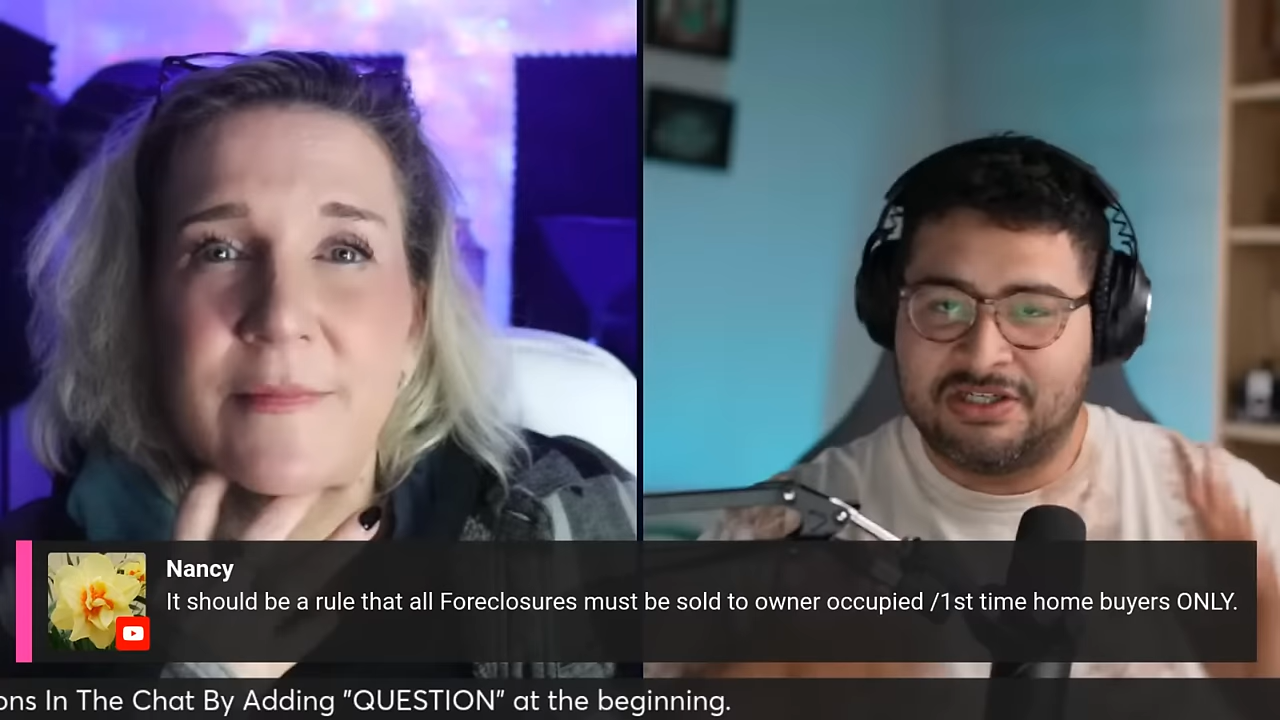 Nancy
It should be a rule that all Foreclosures must be sold to owner occupied /1st time home buyers ONLY.
ons In The Chat By Adding "QUESTION" at the beginning.